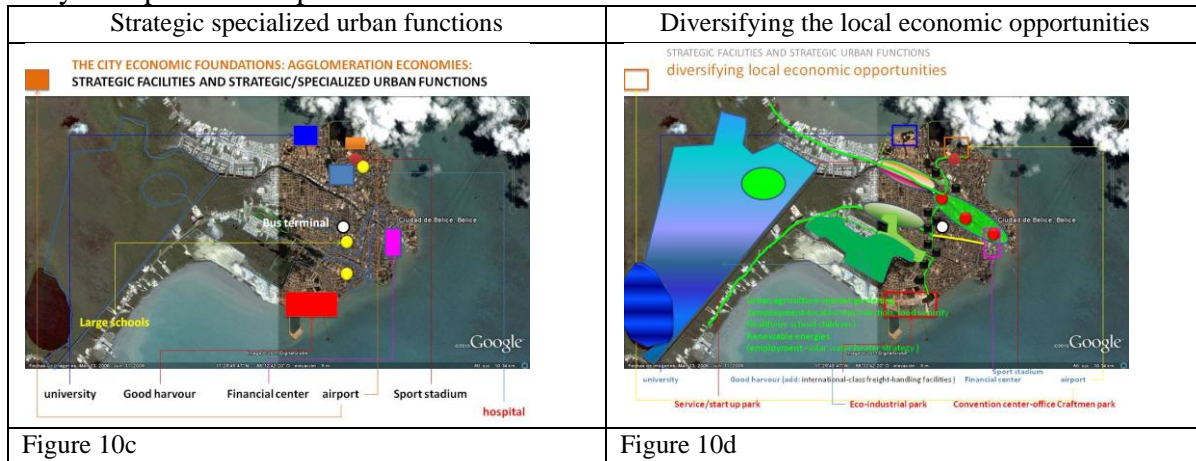 Strategic specialized urban functions
Diversifying the local economic opportunities
THE CITY ECONOMIC FOUNDATIONS: AGGLOMERATION ECONOMIES:
STRATEGIC FACILITIES AND STRATEGIC/SPECIALIZED URBAN FUNCTIONS
Bus terminal
Ciudad de Belice, Belice
Large schools
Google
university
Good harvour
Financial center
airport
Sport stadium
hospital
STRATEGIC FACILITIES AND STRATEGIC URBAN FUNCTIONS
diversifying local economic opportunities
Ciudad de Belice, Belice
Renewable energies
Google
Sport stadium
university
Good harvour (add: international-class freight-handling facilities)
Financial center
airport
Service/start up park
Eco-industrial park
Convention center-office
Craftmen park
Figure 10c
Figure 10d